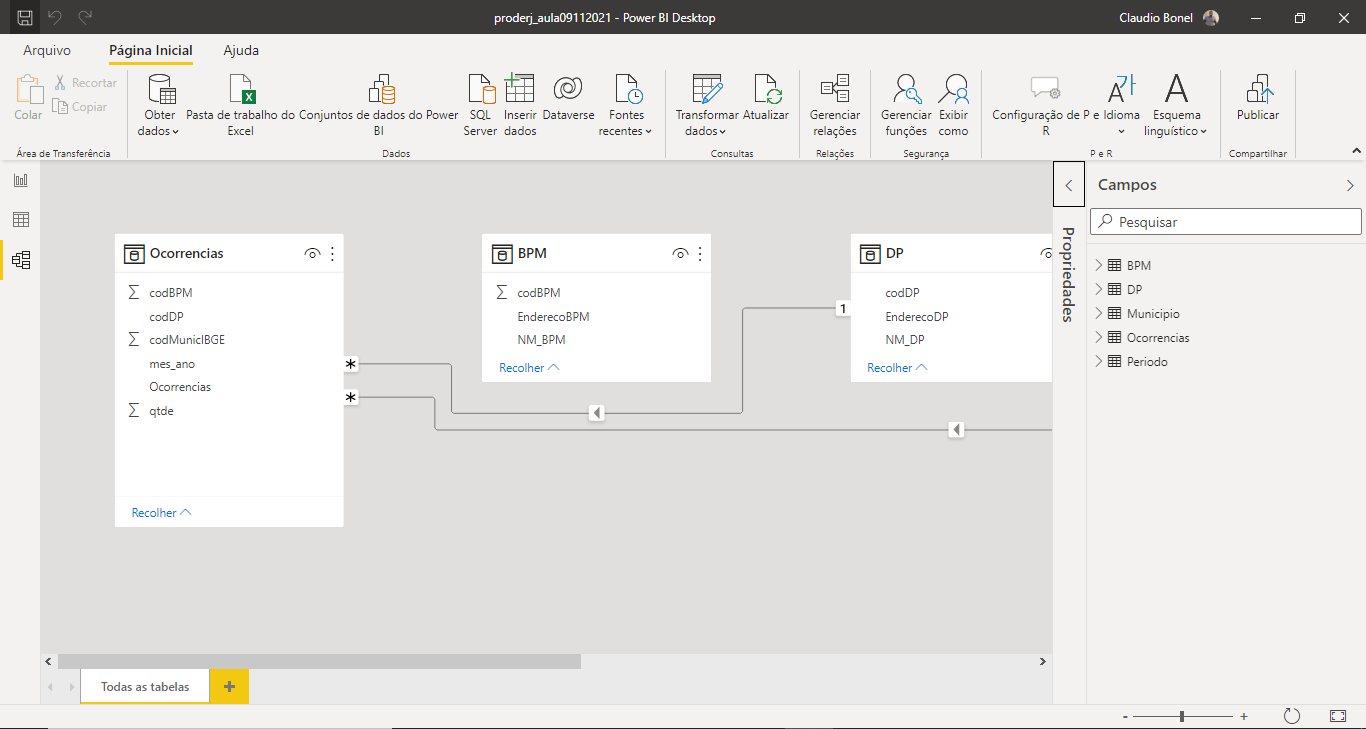 proderj_aula09112021 - Power BI Desktop
Claudio Bonel
Arquivo
Página Inicial
Ajuda
Colar
Recortar
Copiar
Área de Transferência
Obter dados
Pasta de trabalho do Excel
Conjuntos de dados do Power BI
SQL Server
Inserir dados
Dataverse
Fontes recentes
Dados
Transformar dados
Atualizar
Consultas
Gerenciar relações
Relações
Gerenciar funções
Exibir como
Segurança
Configuração de P e R
Idioma
Esquema linguístico
P e R
Publicar
Compartilhar
Ocorrencias
codBPM
codDP
codMunicIBGE
mes_ano
Ocorrencias
qtde
Recolher
BPM
codBPM
EnderecoBPM
NM_BPM
Recolher
DP
codDP
EnderecoDP
NM_DP
Recolher
*
*
1
Propriedades
Campos
Pesquisar
BPM
DP
Municipio
Ocorrencias
Periodo
Todas as tabelas
+
- +